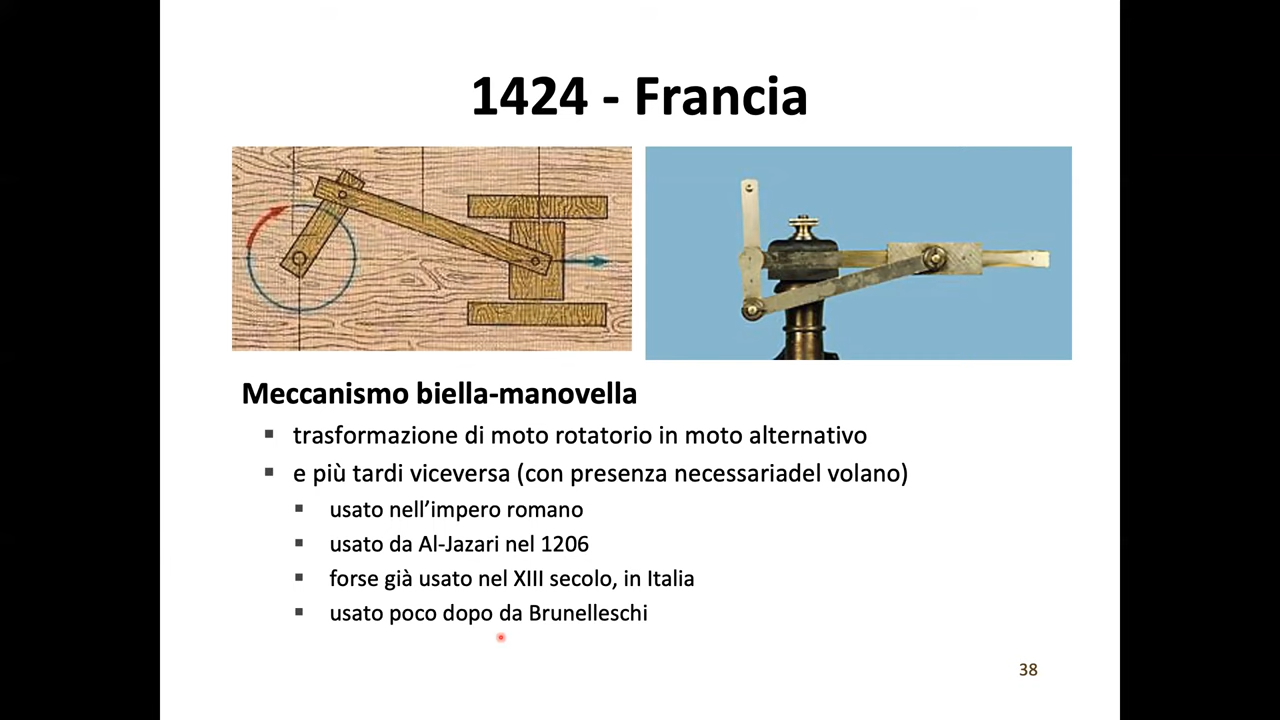 1424 - Francia
Meccanismo biella-manovella
▪ trasformazione di moto rotatorio in moto alternativo
▪ e più tardi viceversa (con presenza necessariadel volano)
▪ usato nell’impero romano
▪ usato da Al-Jazari nel 1206
▪ forse già usato nel XIII secolo, in Italia
▪ usato poco dopo da Brunelleschi
38